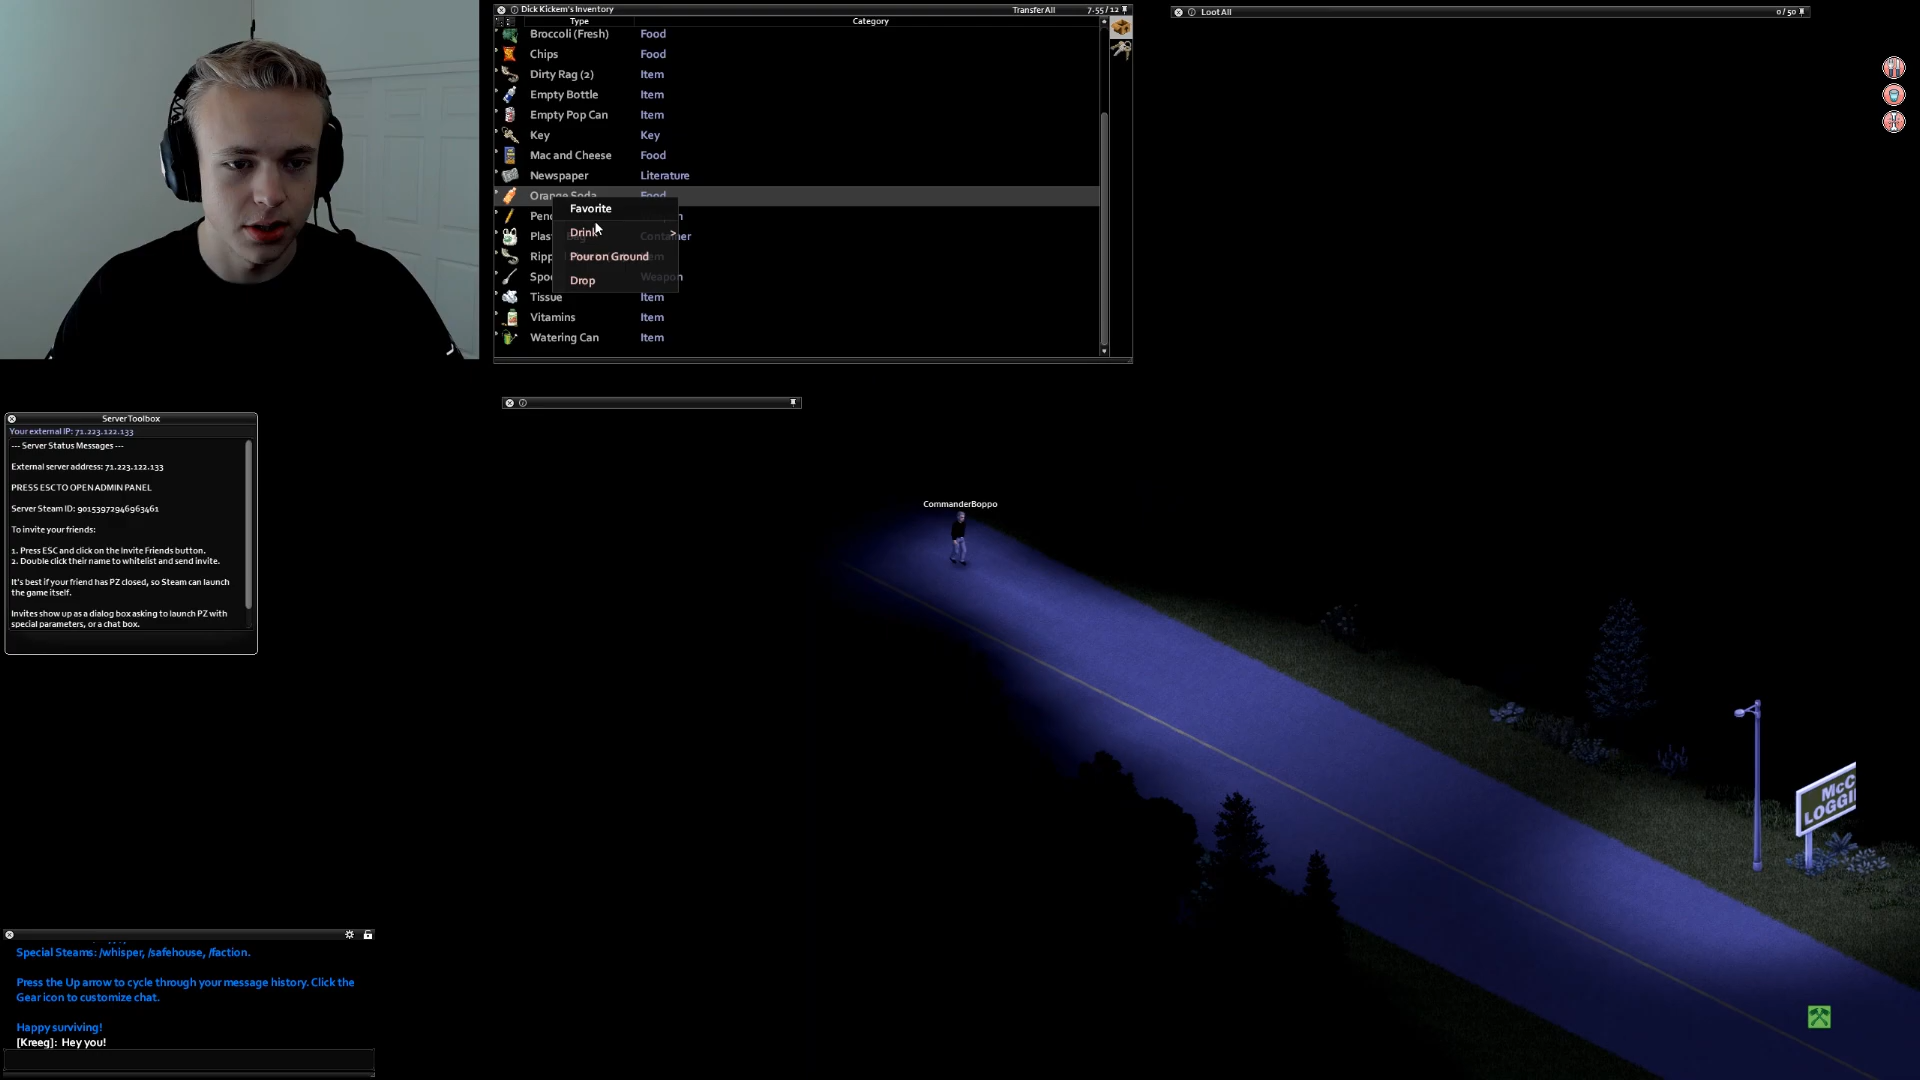 Dick Kickem's Inventory
Transfer All
7.55 / 12
Type
Category
Broccoli (Fresh) Food
Chips Food
Dirty Rag (2) Item
Empty Bottle Item
Empty Pop Can Item
Key Key
Mac and Cheese Food
Newspaper Literature
Orange Soda Food
Favorite
Drink >
Container
Pour on Ground
Weapon
Drop
Tissue Item
Vitamins Item
Watering Can Item
Loot All
0 / 50
Server Toolbox
Your external IP: 71.223.122.133
--- Server Status Messages ---
External server address: 71.223.122.133
PRESS ESC TO OPEN ADMIN PANEL
Server Steam ID: 90153972946963461
To invite your friends:
1. Press ESC and click on the Invite Friends button.
2. Double click their name to whitelist and send invite.
It's best if your friend has PZ closed, so Steam can launch
the game itself.
Invites show up as a dialog box asking to launch PZ with
special parameters, or a chat box.
CommanderBoppo
McC
LOGGI
Special Steams: /whisper, /safehouse, /faction.
Press the Up arrow to cycle through your message history. Click the
Gear icon to customize chat.
Happy surviving!
[Kreeg]: Hey you!